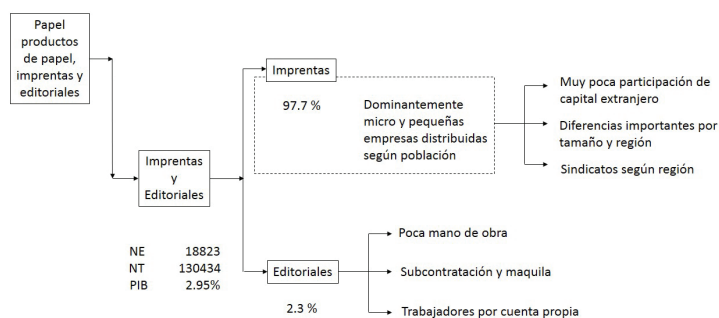 Papel
productos
de papel,
imprentas y
editoriales
Imprentas
y
Editoriales
NE 18823
NT 130434
PIB 2.95%
Imprentas
97.7 %
Dominantemente
micro y pequeñas
empresas distribuidas
según población
Muy poca participación de
capital extranjero
Diferencias importantes por
tamaño y región
Sindicatos según región
Editoriales
2.3 %
Poca mano de obra
Subcontratación y maquila
Trabajadores por cuenta propia